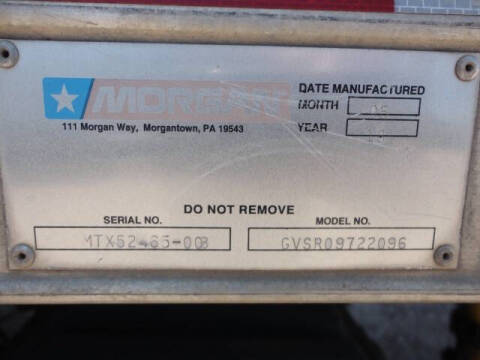 MORGAN
111 Morgan Way, Morgantown, PA 19543
DATE MANUFACTURED
MONTH
YEAR
DO NOT REMOVE
SERIAL NO.
MODEL NO.
GVSR09722096